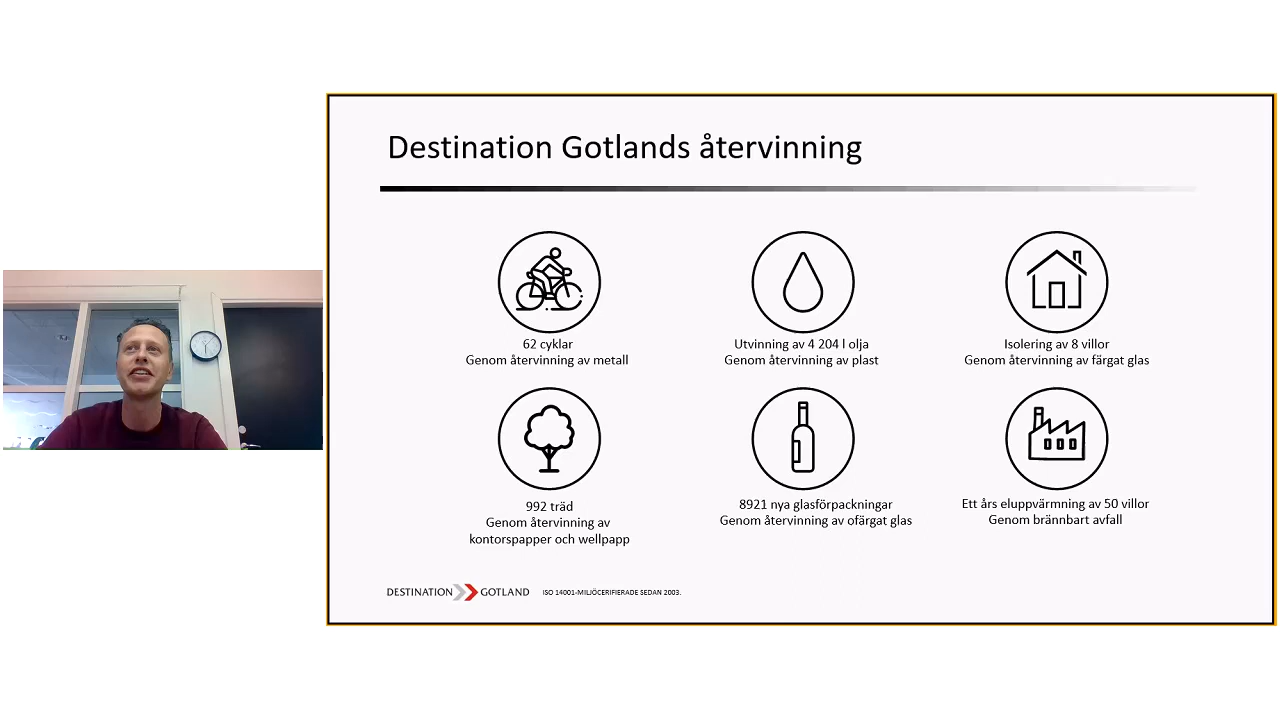 Destination Gotlands återvinning
62 cyklar
Genom återvinning av metall
Utvinning av 4 204 l olja
Genom återvinning av plast
Isolering av 8 villor
Genom återvinning av färgat glas
992 träd
Genom återvinning av
kontorspapper och wellpapp
8921 nya glasförpackningar
Genom återvinning av ofärgat glas
Ett års eluppvärmning av 50 villor
Genom brännbart avfall
DESTINATION GOTLAND
ISO 14001-MILJÖCERIFIERADE SEDAN 2003.